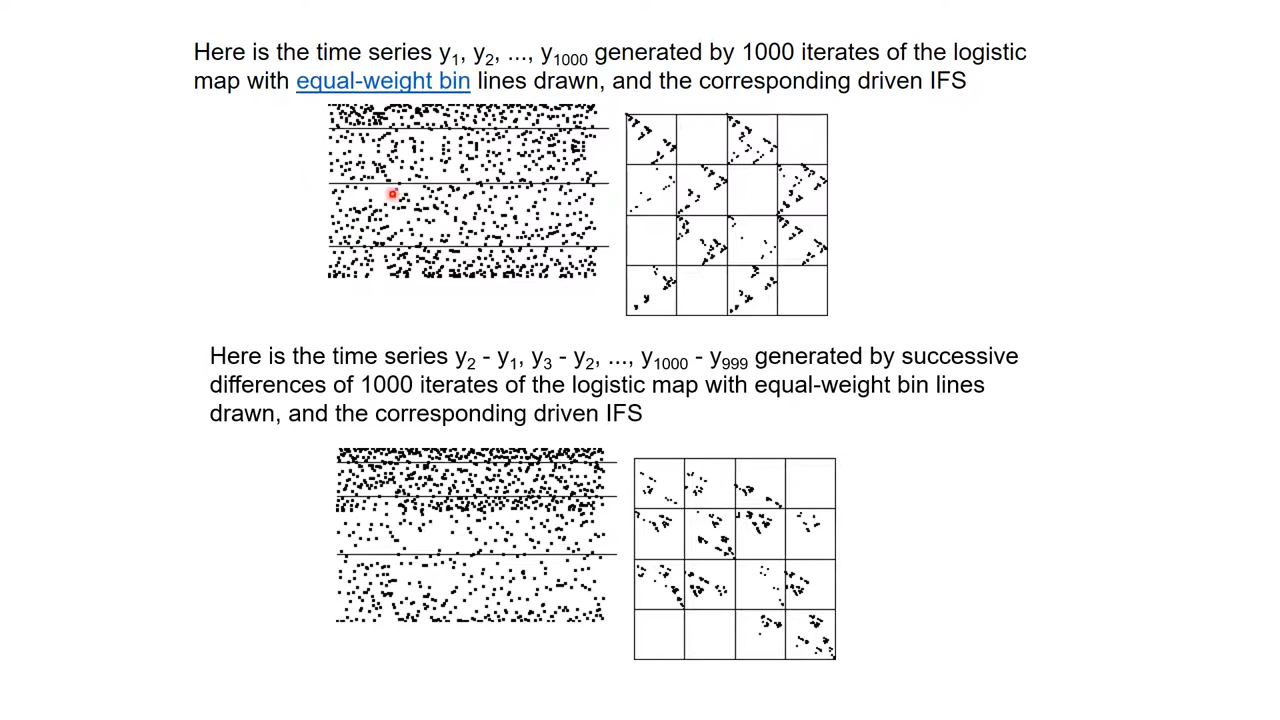 Here is the time series y1, y2, ..., y1000 generated by 1000 iterates of the logistic
map with equal-weight bin lines drawn, and the corresponding driven IFS
Here is the time series y2 - y1, y3 - y2, ..., y1000 - y999 generated by successive
differences of 1000 iterates of the logistic map with equal-weight bin lines
drawn, and the corresponding driven IFS